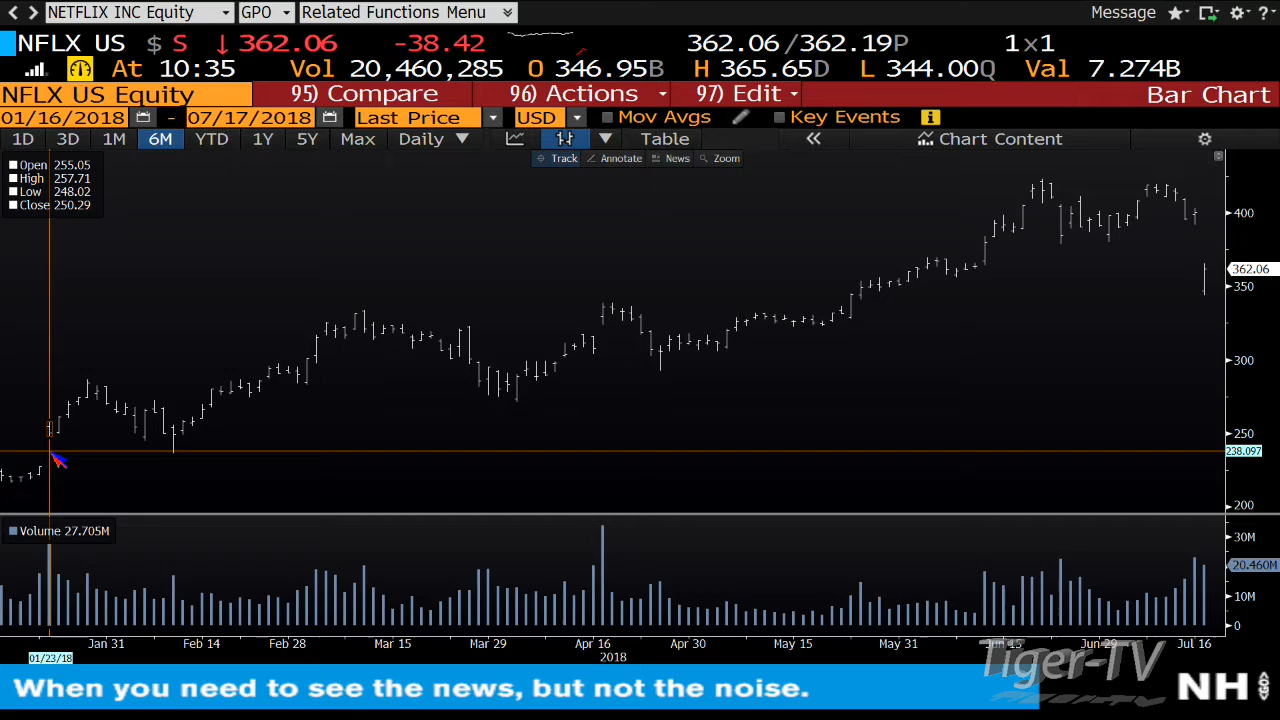 NETFLIX INC Equity GPO Related Functions Menu Message
NFLX US $ S ↓ 362.06 -38.42 362.06/362.19P 1x1
At 10:35 Vol 20,460,285 O 346.95B H 365.65D L 344.00Q Val 7.274B
NFLX US Equity 95) Compare 96) Actions 97) Edit Bar Chart
01/16/2018 - 07/17/2018 Last Price USD Mov Avgs Key Events
1D 3D 1M 6M YTD 1Y 5Y Max Daily Table Chart Content
Track Annotate News Zoom
Open 255.05
High 257.71
Low 248.02
Close 250.29
400
362.06
350
300
250
238.097
200
Volume 27.705M
30M
20.460M
10M
0
Jan 31 Feb 14 Feb 28 Mar 15 Mar 29 Apr 16 Apr 30 May 15 May 31 Jun 15 Jun 29 Jul 16
01/23/18 2018
Tiger-TV
When you need to see the news, but not the noise. NH